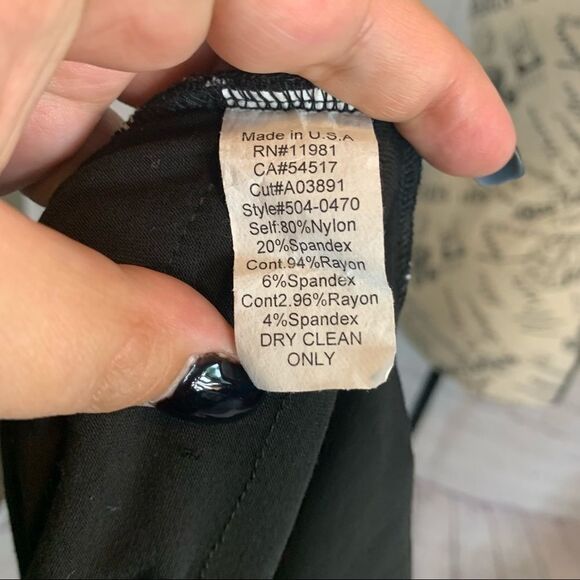 Made in U.S.A
RN#11981
CA#54517
Cut#A03891
Style#504-0470
Self:80%Nylon
20%Spandex
Cont.94%Rayon
6%Spandex
Cont2.96%Rayon
4%Spandex
DRY CLEAN
ONLY